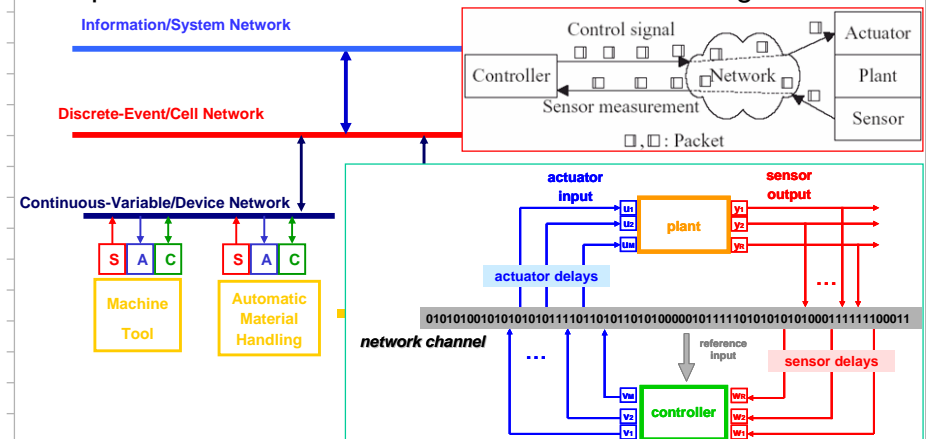 Information/System Network
Discrete-Event/Cell Network
Continuous-Variable/Device Network
S A C
S A C
Machine
Tool
Automatic
Material
Handling
Control signal
Controller
Network
Sensor measurement
Actuator
Plant
Sensor
, : Packet
actuator
input
sensor
output
u1
u2
uM
plant
y1
y2
yR
actuator delays
...
network channel
...
reference
input
sensor delays
vM
v2
v1
controller
wR
w2
w1